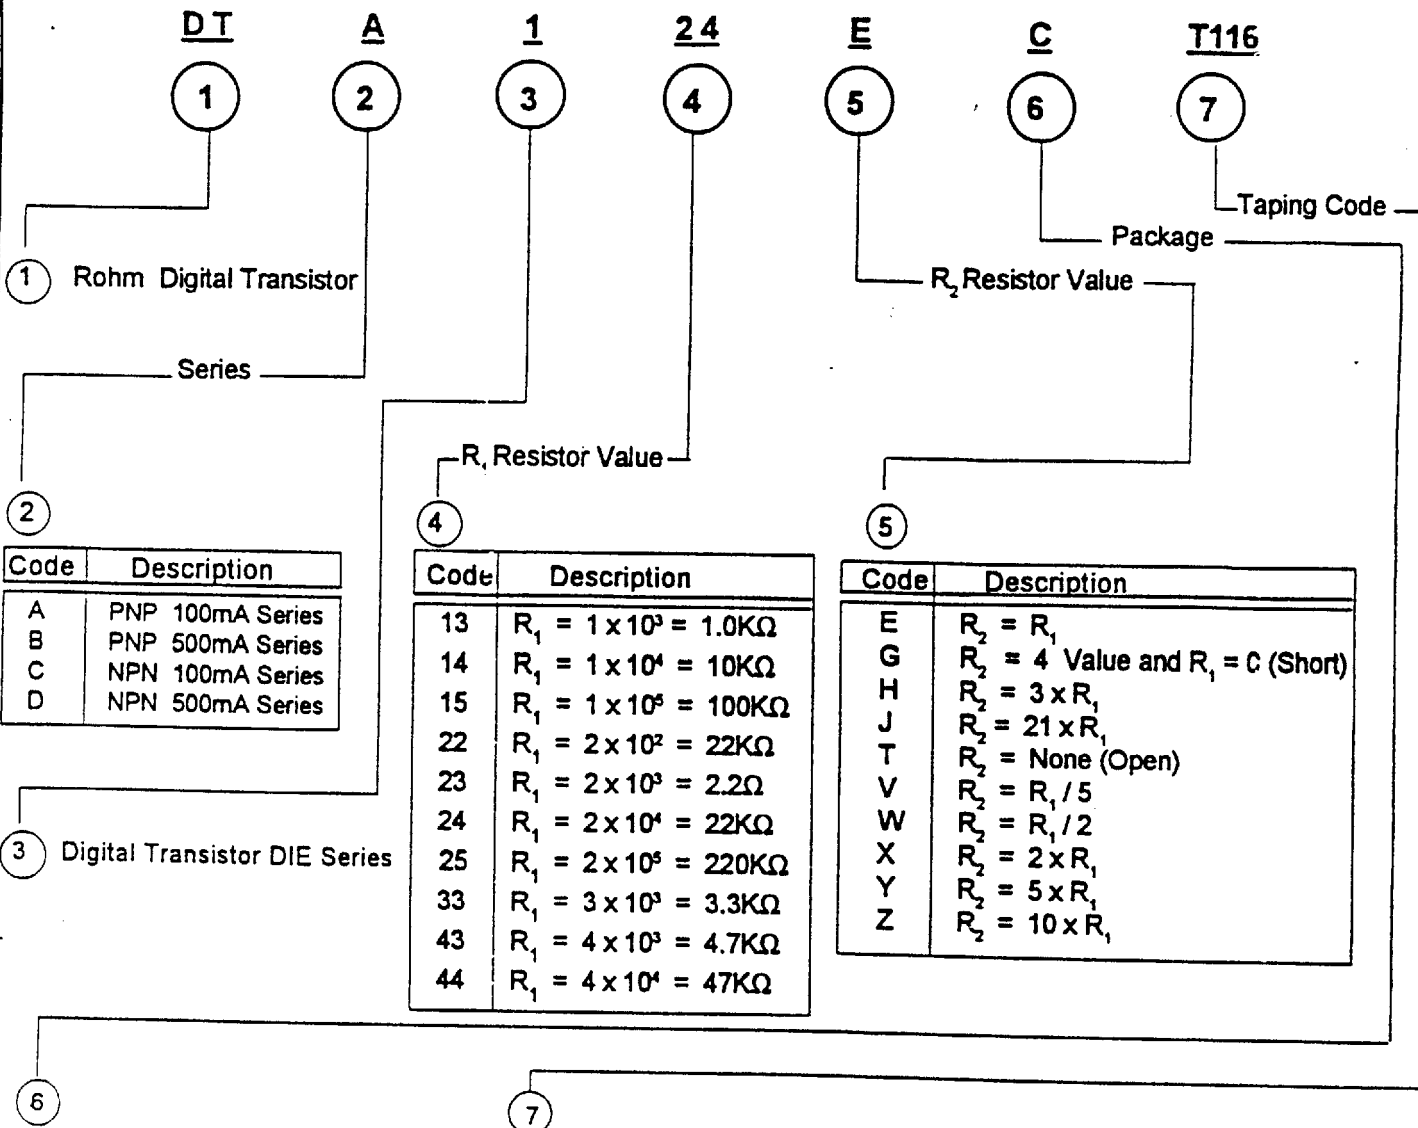 DT A 1 24 E C T116
1 2 3 4 5 6 7
Taping Code
Package
1 Rohm Digital Transistor
R₂ Resistor Value
Series
R₁ Resistor Value
2
4
5
Code Description
A PNP 100mA Series
B PNP 500mA Series
C NPN 100mA Series
D NPN 500mA Series
Code Description
13 R₁ = 1 x 10³ = 1.0KΩ
14 R₁ = 1 x 10⁴ = 10KΩ
15 R₁ = 1 x 10⁵ = 100KΩ
22 R₁ = 2 x 10² = 22KΩ
23 R₁ = 2 x 10³ = 2.2Ω
24 R₁ = 2 x 10⁴ = 22KΩ
25 R₁ = 2 x 10⁵ = 220KΩ
33 R₁ = 3 x 10³ = 3.3KΩ
43 R₁ = 4 x 10³ = 4.7KΩ
44 R₁ = 4 x 10⁴ = 47KΩ
Code Description
E R₂ = R₁
G R₂ = 4 Value and R₁ = C (Short)
H R₂ = 3 x R₁
J R₂ = 21 x R₁
T R₂ = None (Open)
V R₂ = R₁ / 5
W R₂ = R₁ / 2
X R₂ = 2 x R₁
Y R₂ = 5 x R₁
Z R₂ = 10 x R₁
3 Digital Transistor DIE Series
6
7